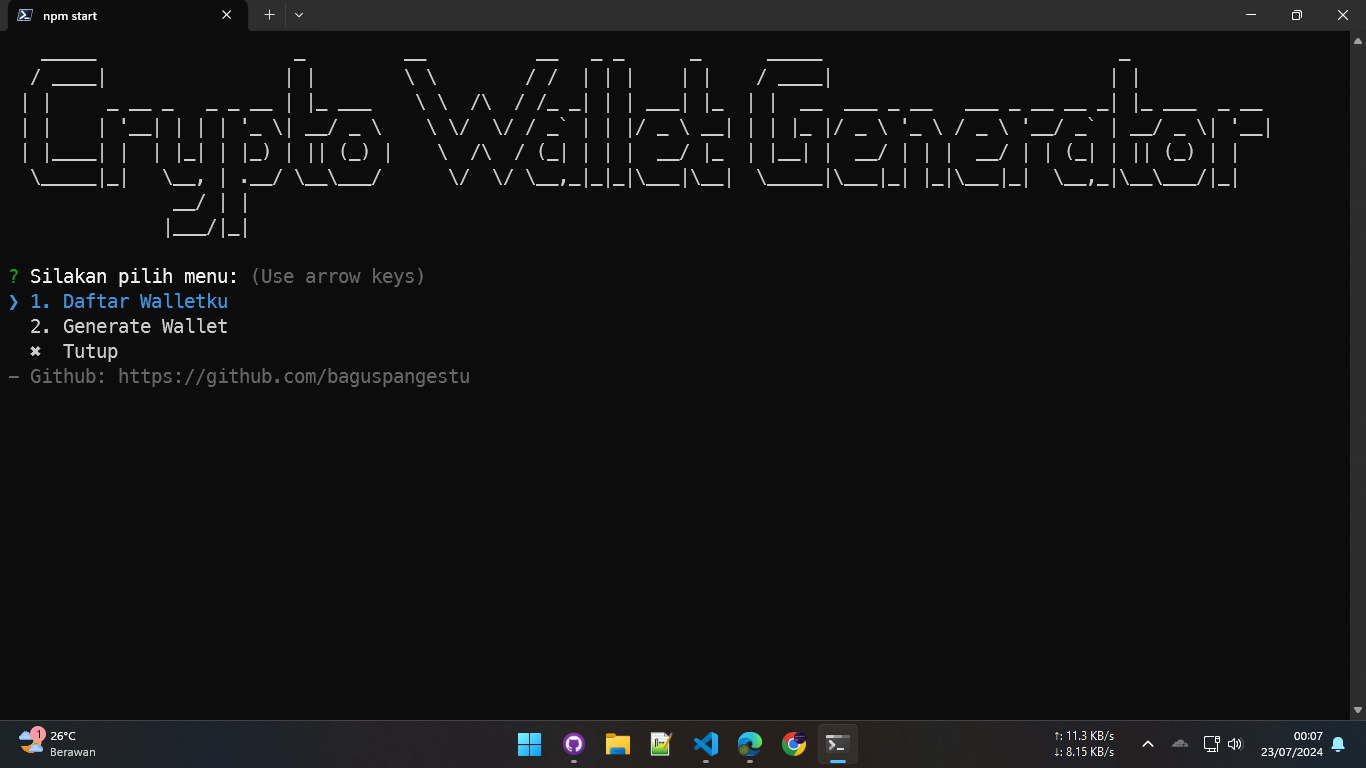 npm start
Crypto Wallet Generator
? Silakan pilih menu: (Use arrow keys)
❯ 1. Daftar Walletku
2. Generate Wallet
✖ Tutup
– Github: https://github.com/baguspangestu
1
26°C
Berawan
↑: 11.3 KB/s
↓: 8.15 KB/s
00:07
23/07/2024